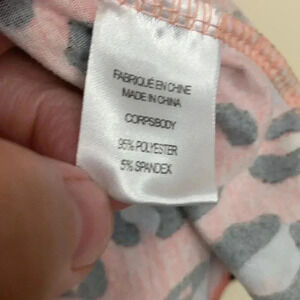 FABRIQUÉ EN CHINE
MADE IN CHINA
CORPS/BODY
95% POLYESTER
5% SPANDEX